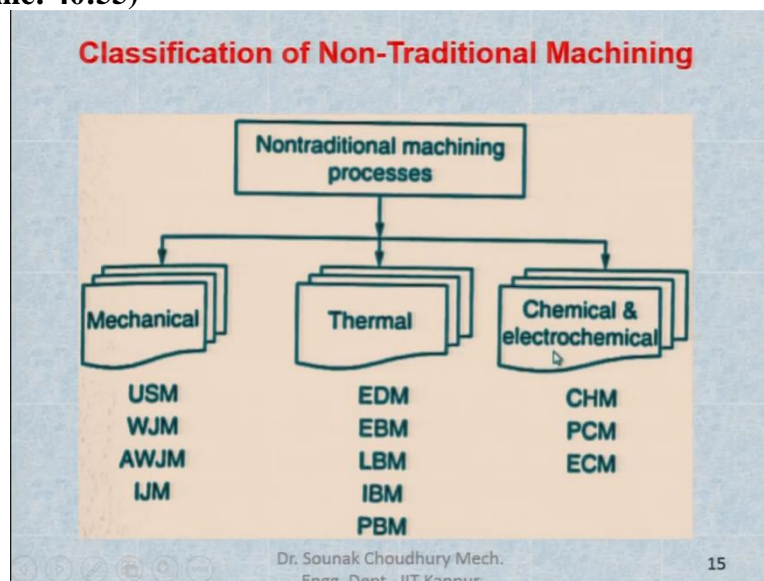 Classification of Non-Traditional Machining
Nontraditional machining
processes
Mechanical
Thermal
Chemical &
electrochemical
USM
WJM
AWJM
IJM
EDM
EBM
LBM
IBM
PBM
CHM
PCM
ECM
Dr. Sounak Choudhury Mech.
15